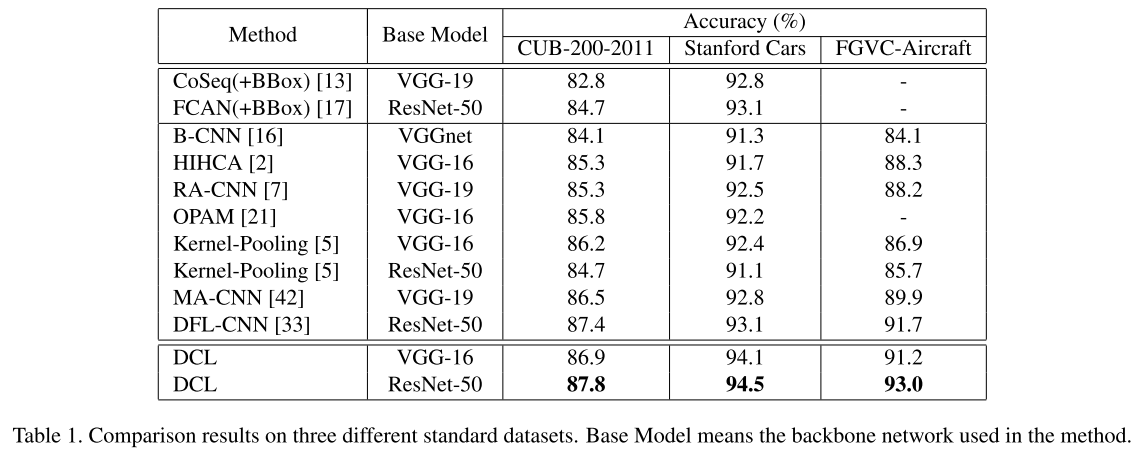 Method Base Model Accuracy (%)
CUB-200-2011 Stanford Cars FGVC-Aircraft
CoSeq(+BBox) [13] VGG-19 82.8 92.8 -
FCAN(+BBox) [17] ResNet-50 84.7 93.1 -
B-CNN [16] VGGnet 84.1 91.3 84.1
HIHCA [2] VGG-16 85.3 91.7 88.3
RA-CNN [7] VGG-19 85.3 92.5 88.2
OPAM [21] VGG-16 85.8 92.2 -
Kernel-Pooling [5] VGG-16 86.2 92.4 86.9
Kernel-Pooling [5] ResNet-50 84.7 91.1 85.7
MA-CNN [42] VGG-19 86.5 92.8 89.9
DFL-CNN [33] ResNet-50 87.4 93.1 91.7
DCL VGG-16 86.9 94.1 91.2
DCL ResNet-50 87.8 94.5 93.0
Table 1. Comparison results on three different standard datasets. Base Model means the backbone network used in the method.